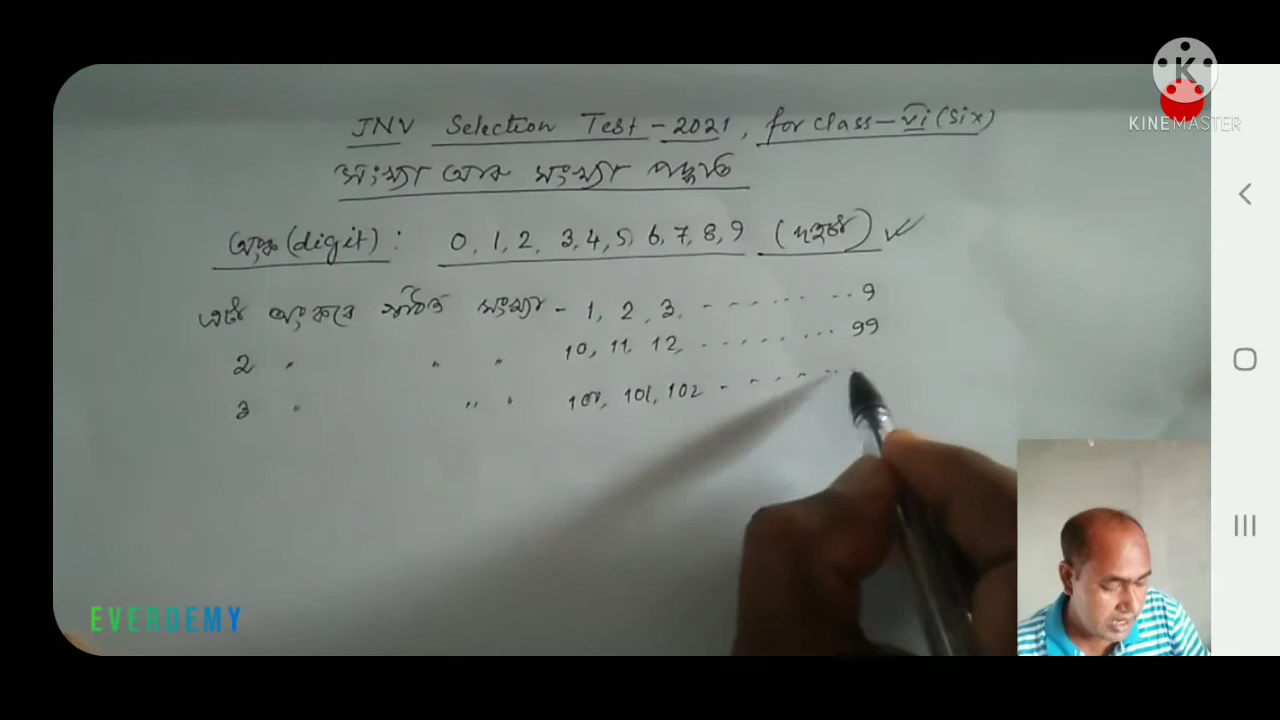 JNV Selection Test - 2021, for class - VI (Six)
সংখ্যা আৰু সংখ্যা পদ্ধতি
অংক (digit) : 0, 1, 2, 3, 4, 5, 6, 7, 8, 9 (দহটা)
এটা অংকৰে গঠিত সংখ্যা - 1, 2, 3, - - - - ..... 9
2 " " " 10, 11, 12, - - - - ..... 99
3 " " " 100, 101, 102 - - - - ....
KINEMASTER
EVERDEMY